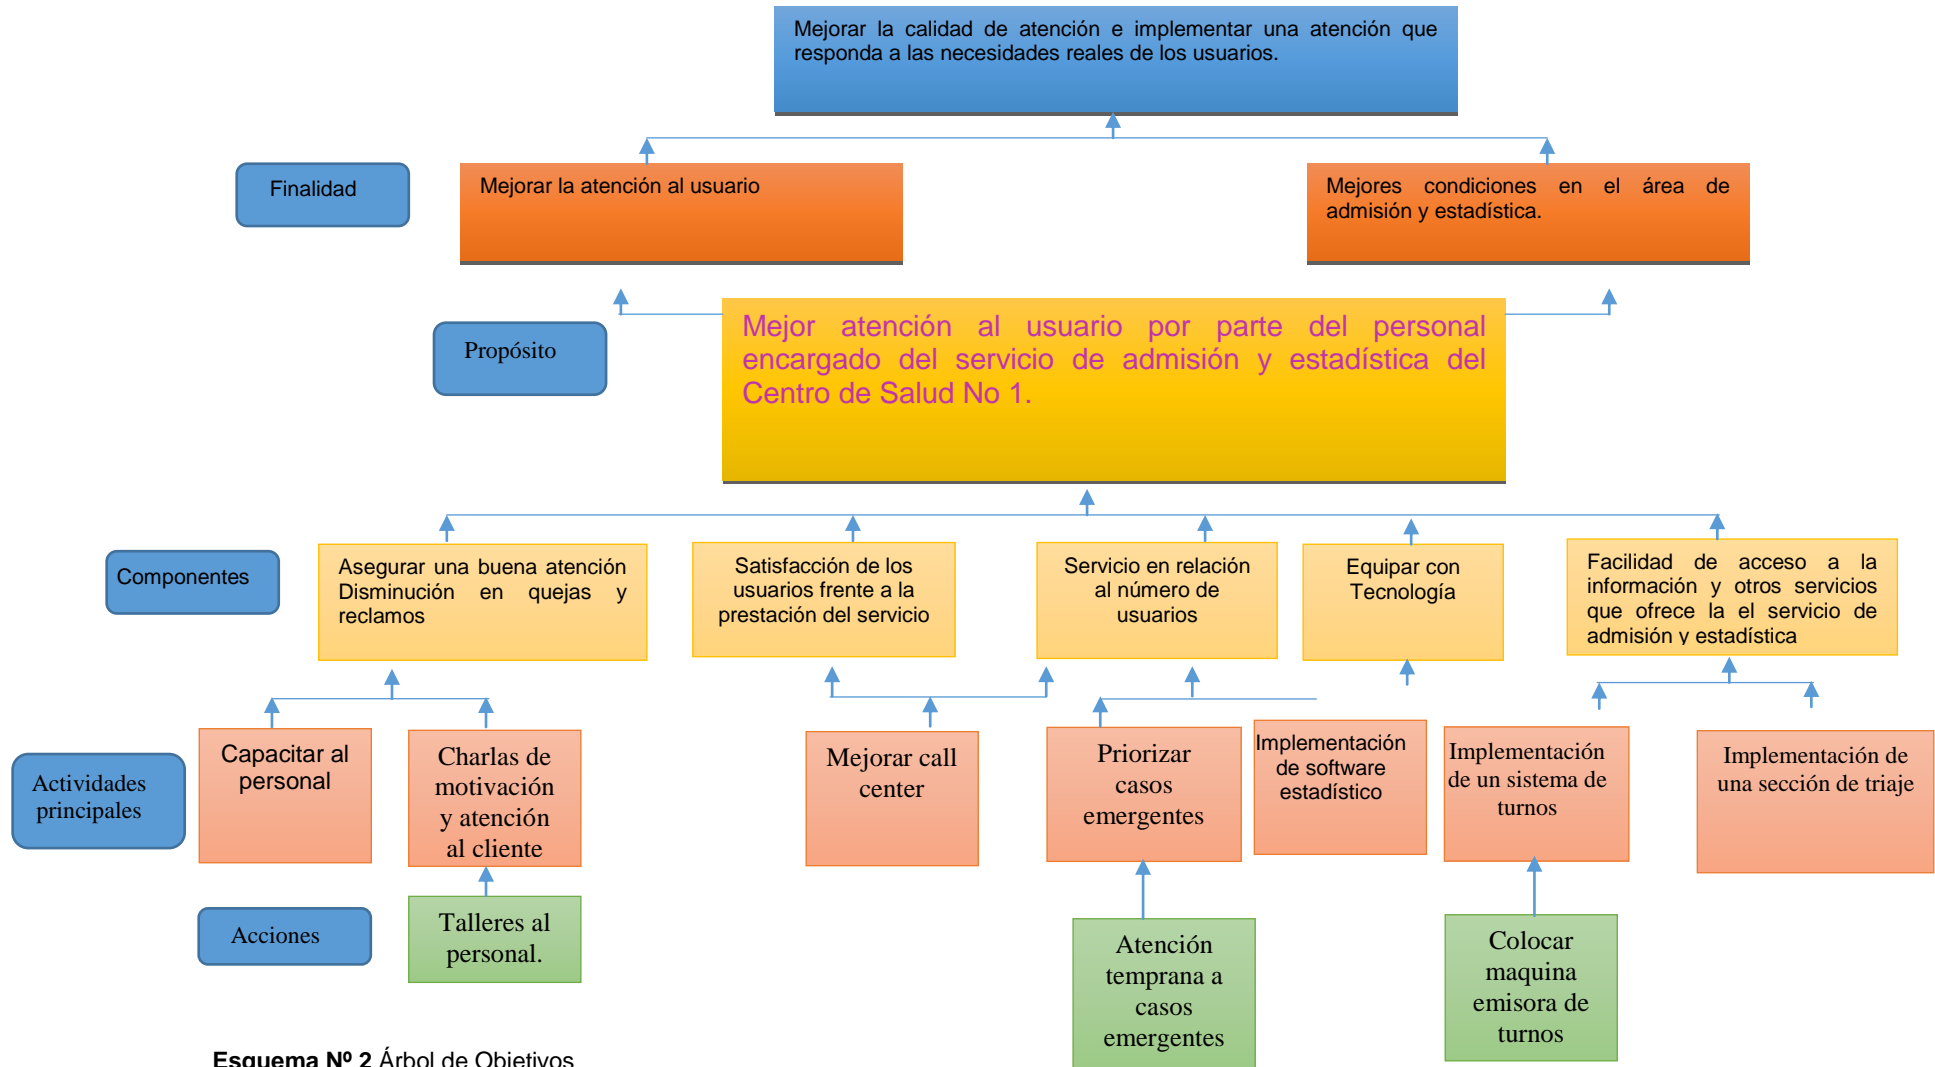 Mejorar la calidad de atención e implementar una atención que
responda a las necesidades reales de los usuarios.
Finalidad
Mejorar la atención al usuario
Mejores condiciones en el área de
admisión y estadística.
Propósito
Mejor atención al usuario por parte del personal
encargado del servicio de admisión y estadística del
Centro de Salud No 1.
Componentes
Asegurar una buena atención
Disminución en quejas y
reclamos
Satisfacción de los
usuarios frente a la
prestación del servicio
Servicio en relación
al número de
usuarios
Equipar con
Tecnología
Facilidad de acceso a la
información y otros servicios
que ofrece la el servicio de
admisión y estadística
Actividades
principales
Capacitar al
personal
Charlas de
motivación
y atención
al cliente
Mejorar call
center
Priorizar
casos
emergentes
Implementación
de software
estadístico
Implementación
de un sistema de
turnos
Implementación de
una sección de triaje
Acciones
Talleres al
personal.
Atención
temprana a
casos
emergentes
Colocar
maquina
emisora de
turnos
Esquema Nº 2 Árbol de Objetivos